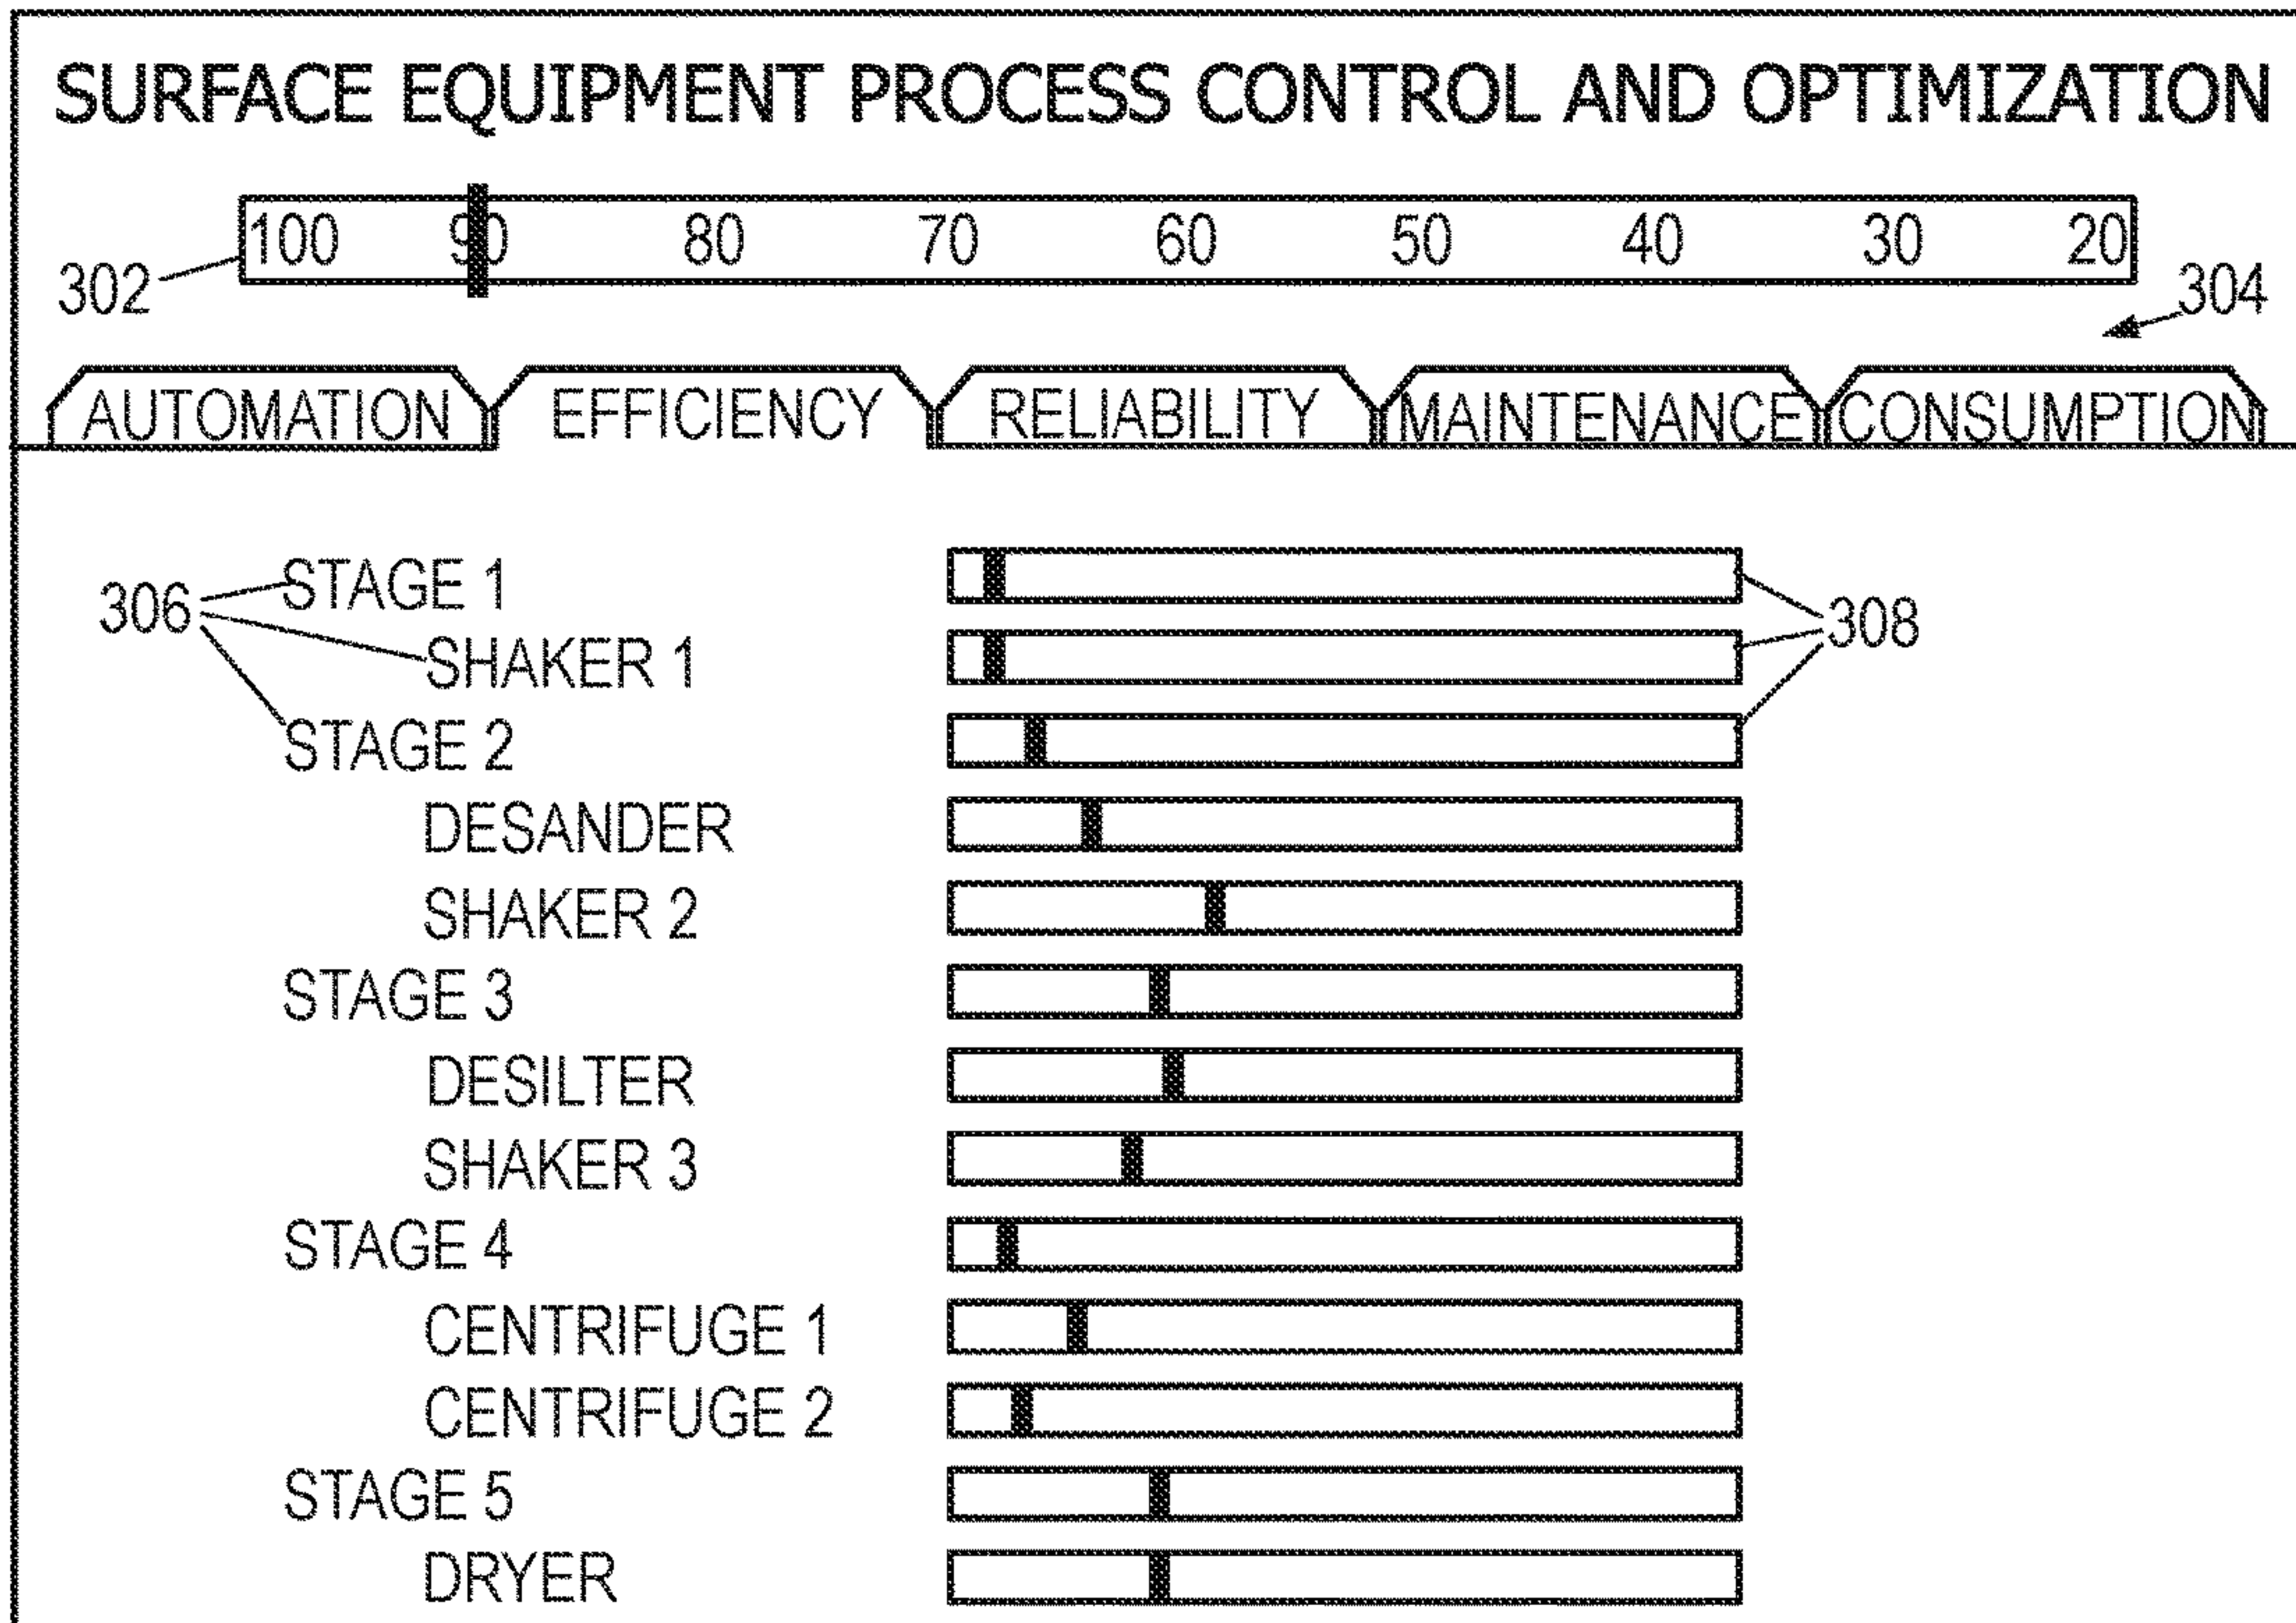 SURFACE EQUIPMENT PROCESS CONTROL AND OPTIMIZATION
100 90 80 70 60 50 40 30 20
302
304
AUTOMATION EFFICIENCY RELIABILITY MAINTENANCE CONSUMPTION
STAGE 1
306
308
SHAKER 1
STAGE 2
DESANDER
SHAKER 2
STAGE 3
DESILTER
SHAKER 3
STAGE 4
CENTRIFUGE 1
CENTRIFUGE 2
STAGE 5
DRYER